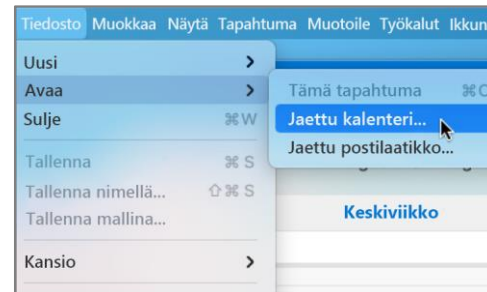 Tiedosto Muokkaa Näytä Tapahtuma Muotoile Työkalut Ikkun
Uusi
Avaa
Tämä tapahtuma
Sulje ⌘W
Jaettu kalenteri...
Jaettu postilaatikko...
Tallenna ⌘ S
Tallenna nimellä... ⇧⌘ S
Tallenna mallina...
Keskiviikko
Kansio